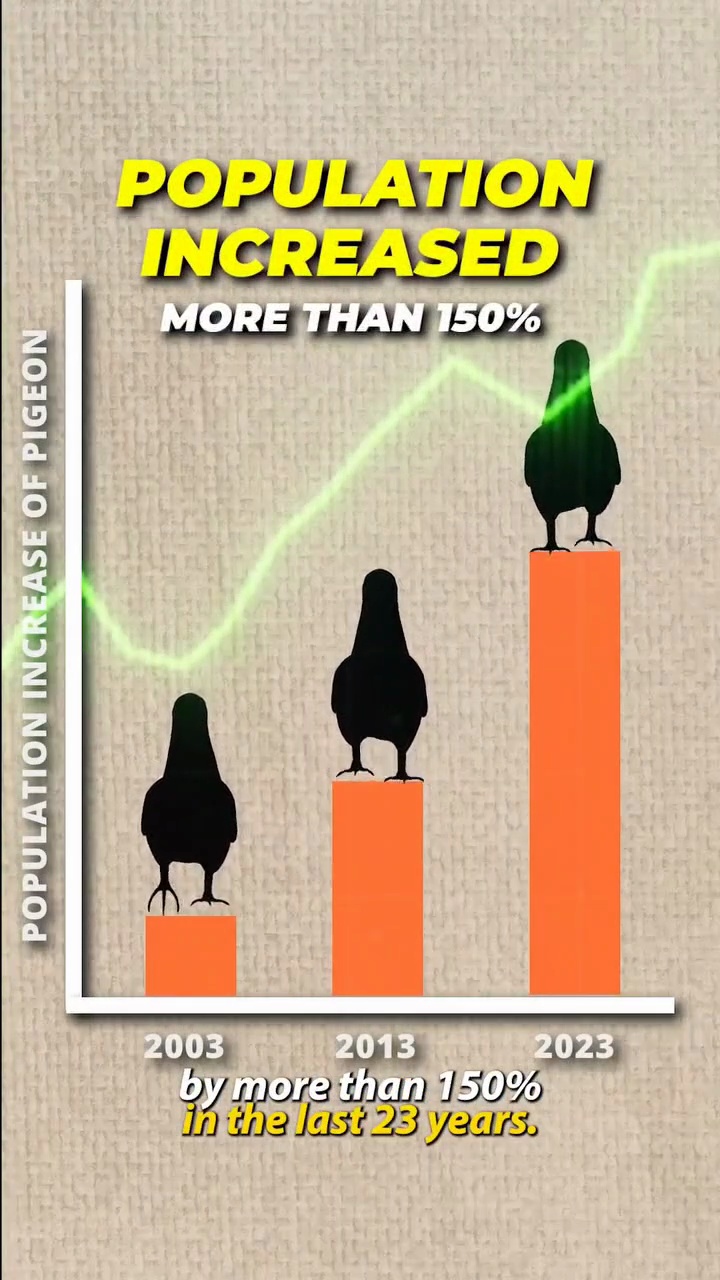 POPULATION
INCREASED
MORE THAN 150%
POPULATION INCREASE OF PIGEON
2003 2013 2023
by more than 150%
in the last 23 years.